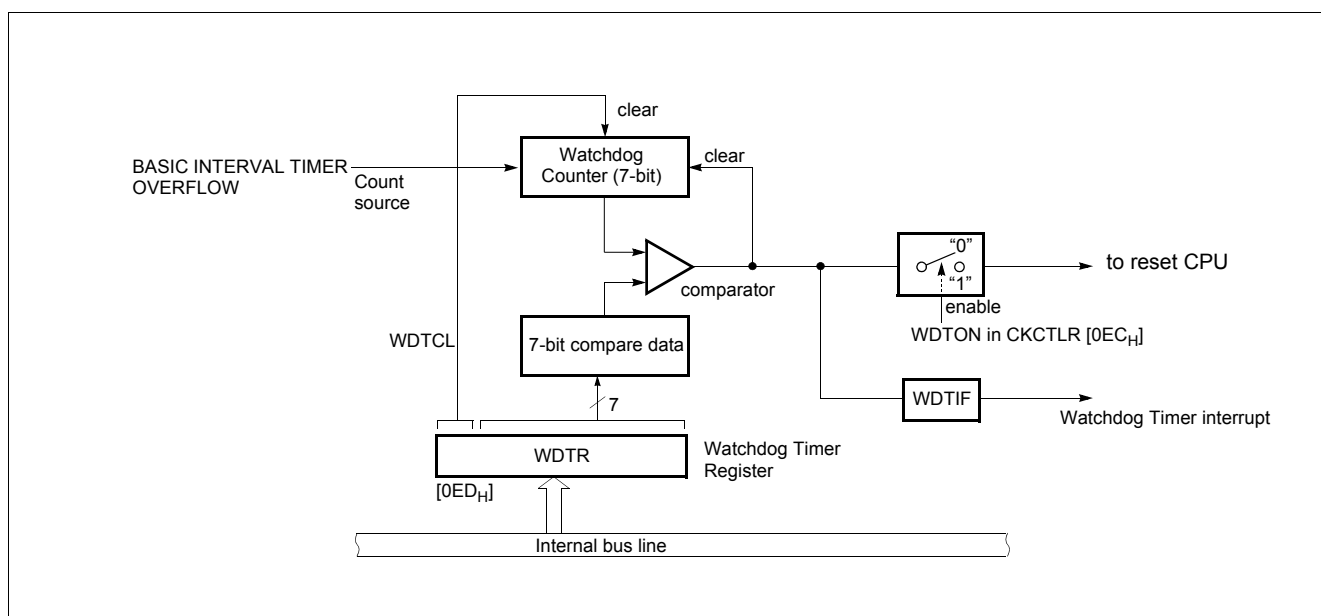 clear
BASIC INTERVAL TIMER
OVERFLOW
Count
source
Watchdog
Counter (7-bit)
clear
comparator
“0”
“1”
to reset CPU
enable
WDTON in CKCTLR [0ECH]
WDTCL
7-bit compare data
7
WDTIF
Watchdog Timer interrupt
WDTR
Watchdog Timer
Register
[0EDH]
Internal bus line